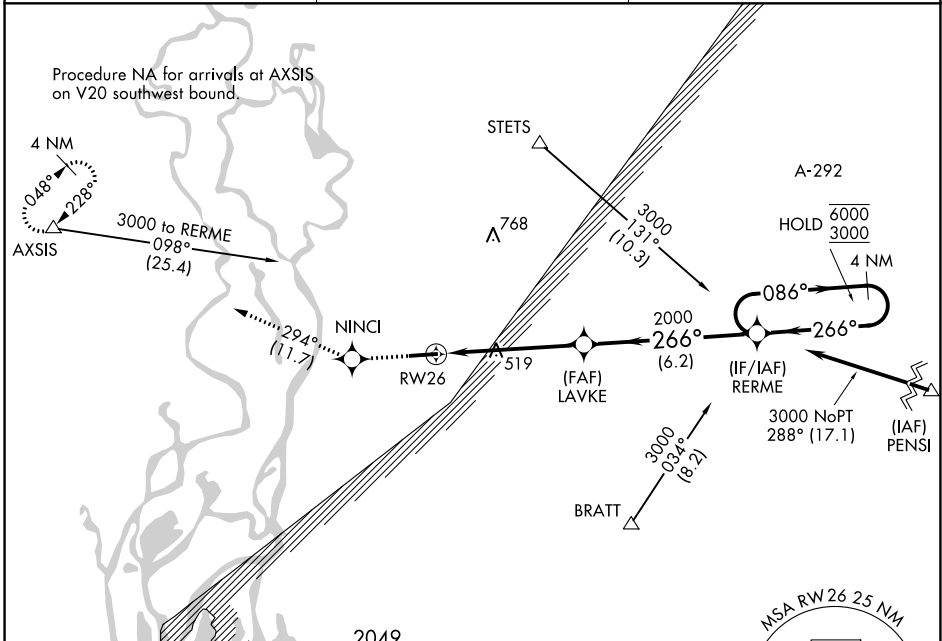 Procedure NA for arrivals at AXSIS
on V20 southwest bound.
4 NM
048°
228°
AXSIS
3000 to RERME
098°
(25.4)
STETS
3000
131°
(10.3)
768
A-292
HOLD
6000
3000
4 NM
086°
266°
294°
(11.7)
NINCI
RW26
519
(FAF)
LAVKE
2000
266°
(6.2)
(IF/IAF)
RERME
3000 NoPT
288° (17.1)
(IAF)
PENSI
3000
034°
(8.2)
BRATT
2049
MSA RW26 25 NM